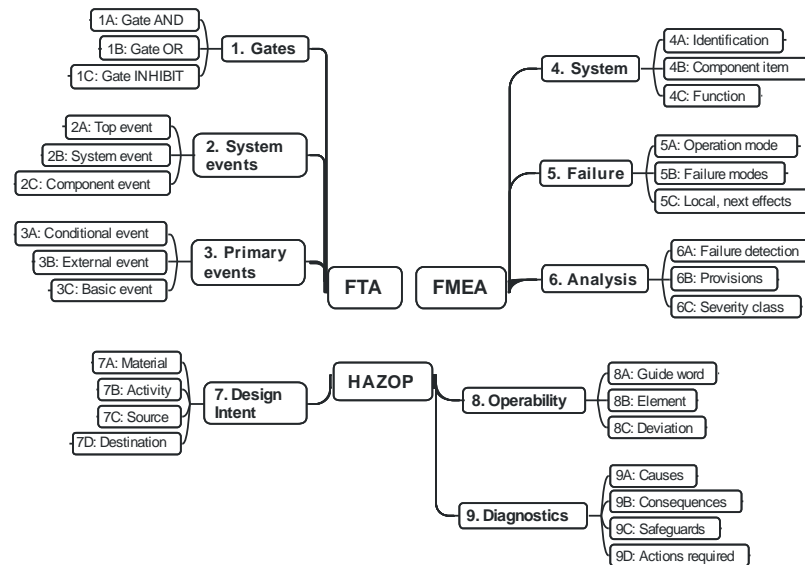 1A: Gate AND
1B: Gate OR
1C: Gate INHIBIT
1. Gates
2A: Top event
2B: System event
2C: Component event
2. System
events
3A: Conditional event
3B: External event
3C: Basic event
3. Primary
events
FTA
FMEA
4. System
4A: Identification
4B: Component item
4C: Function
5. Failure
5A: Operation mode
5B: Failure modes
5C: Local, next effects
6. Analysis
6A: Failure detection
6B: Provisions
6C: Severity class
HAZOP
7A: Material
7B: Activity
7C: Source
7D: Destination
7. Design
Intent
8. Operability
8A: Guide word
8B: Element
8C: Deviation
9. Diagnostics
9A: Causes
9B: Consequences
9C: Safeguards
9D: Actions required